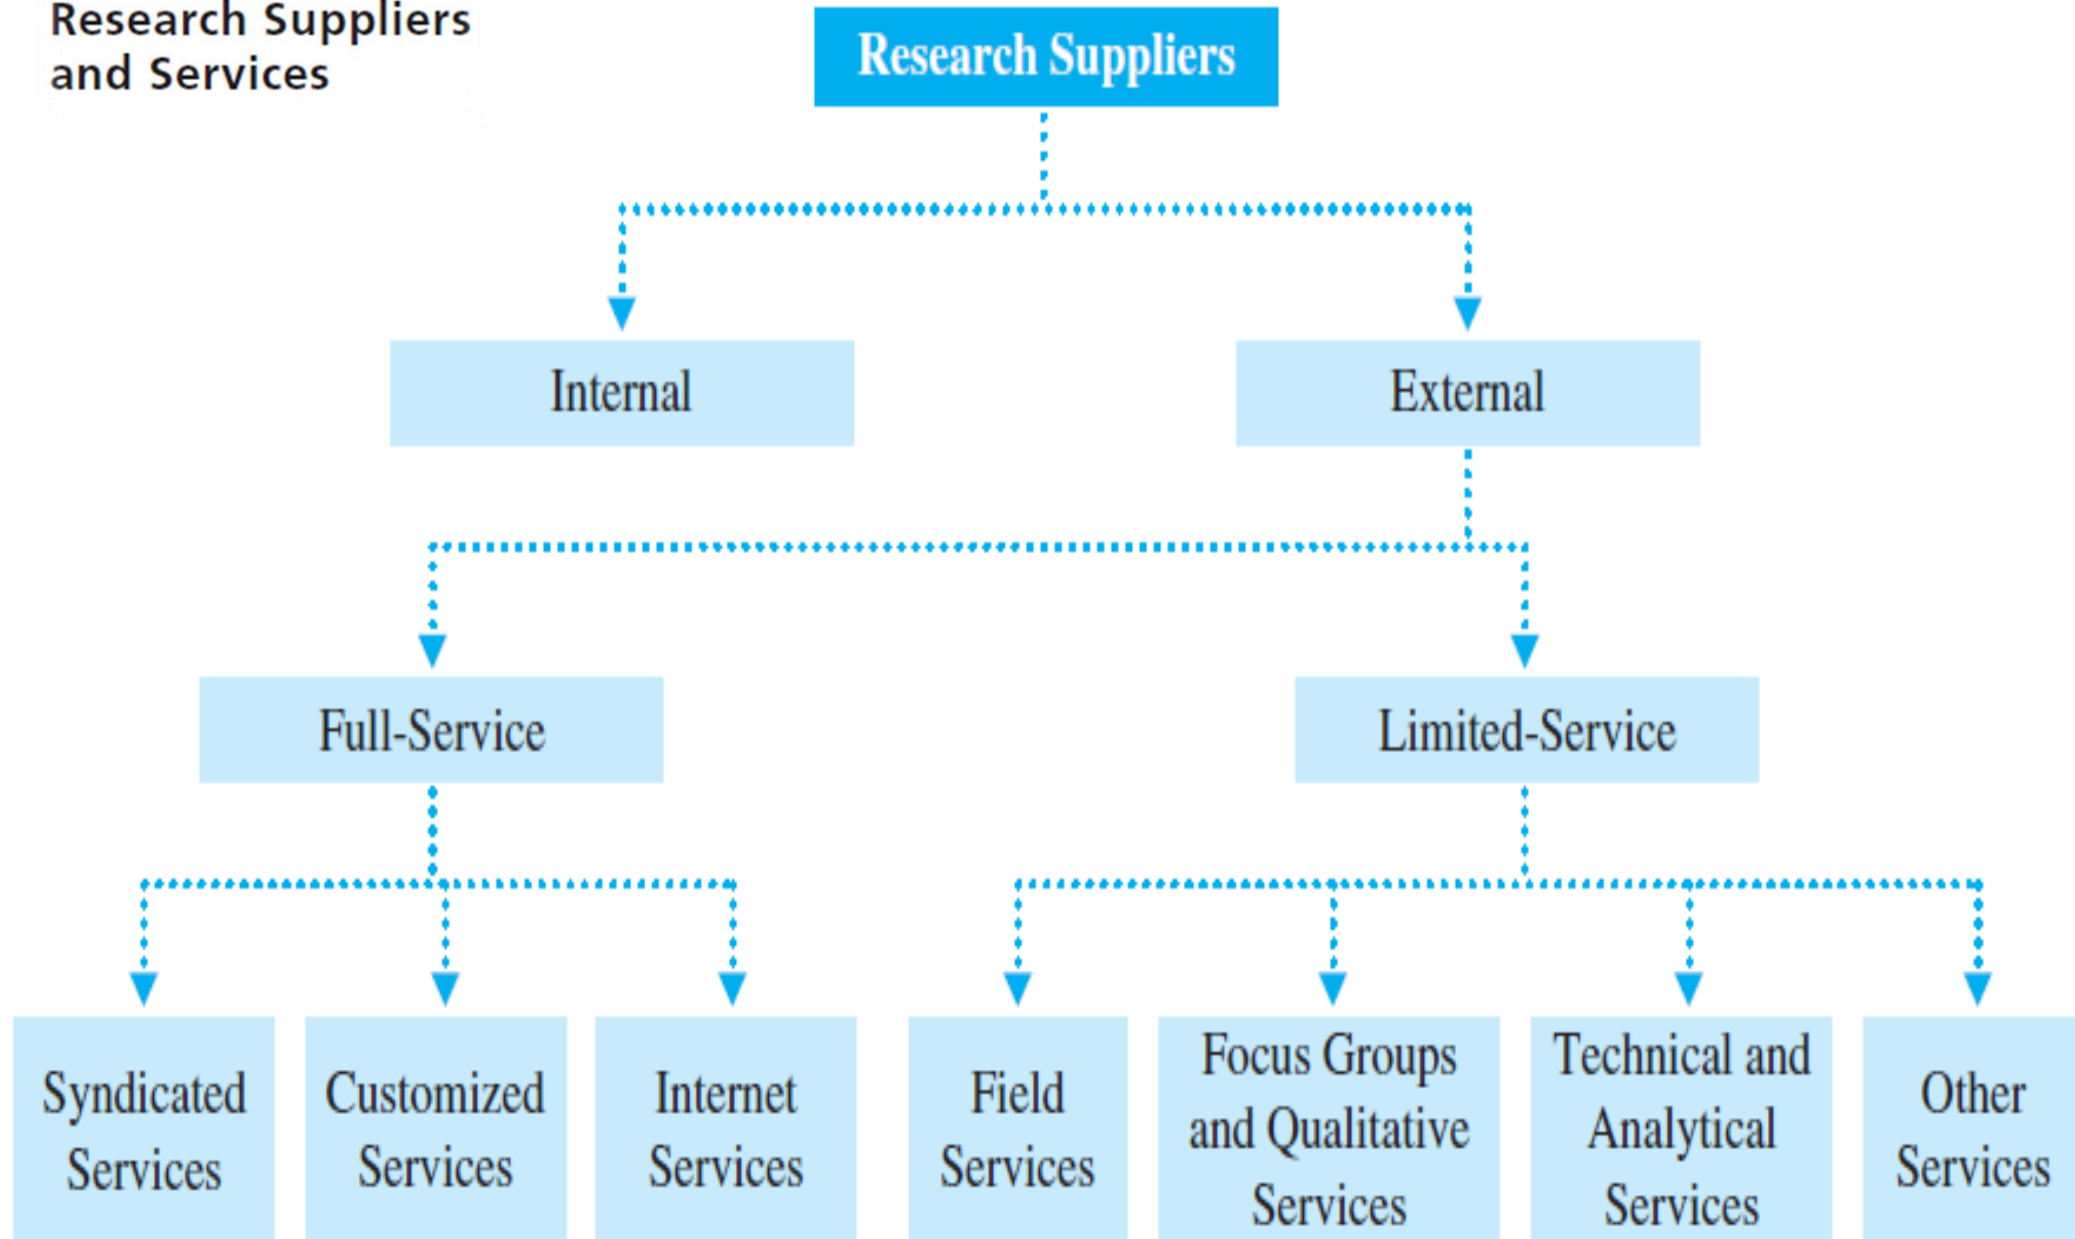 Research Suppliers
and Services
Research Suppliers
Internal
External
Full-Service
Limited-Service
Syndicated
Services
Customized
Services
Internet
Services
Field
Services
Focus Groups
and Qualitative
Services
Technical and
Analytical
Services
Other
Services